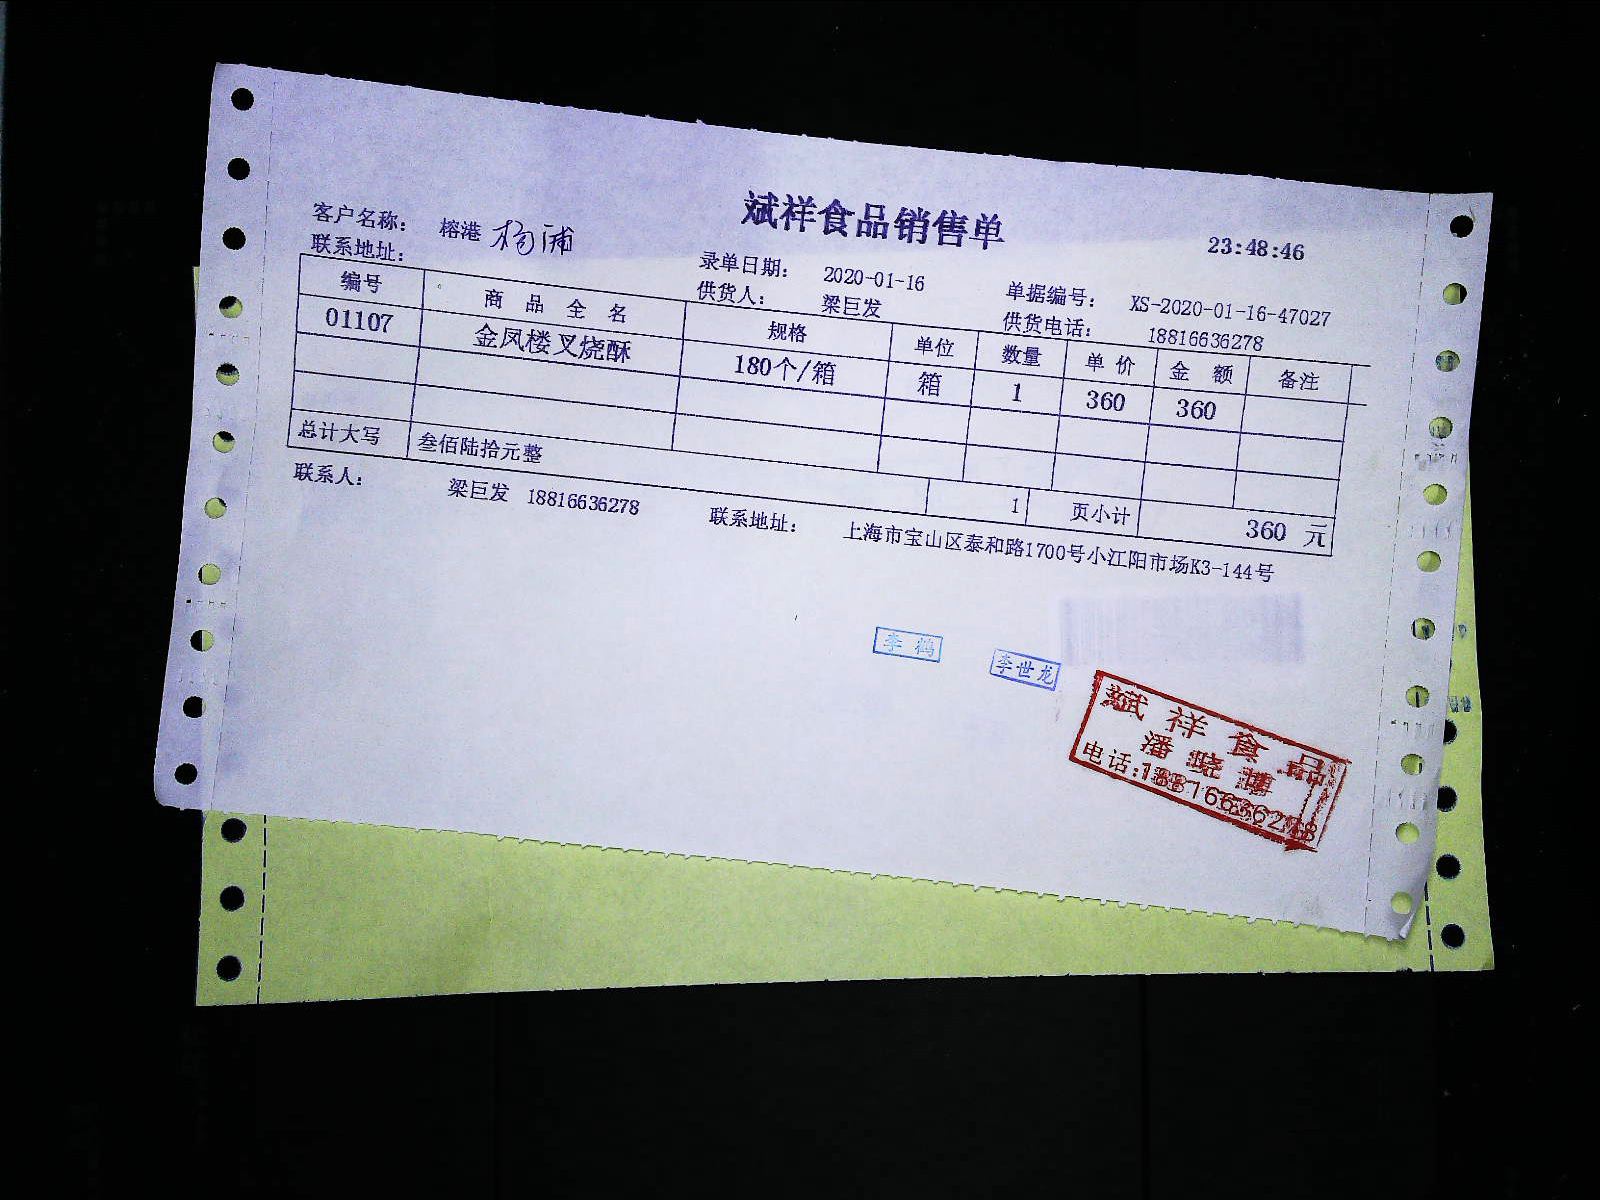 斌祥食品销售单
23:48:46
客户名称： 榕港 杨浦
录单日期： 2020-01-16 单据编号： XS-2020-01-16-47027
联系地址： 供货人： 梁巨发 供货电话： 18816636278
编号 商品全名 规格 单位 数量 单价 金额 备注
01107 金凤楼叉烧酥 180个/箱 箱 1 360 360
总计大写 叁佰陆拾元整 1 页小计 360 元
联系人： 梁巨发 18816636278 联系地址： 上海市宝山区泰和路1700号小江阳市场K3-144号
李鹤
李世龙
斌祥食品
潘晓博
电话:18816636278